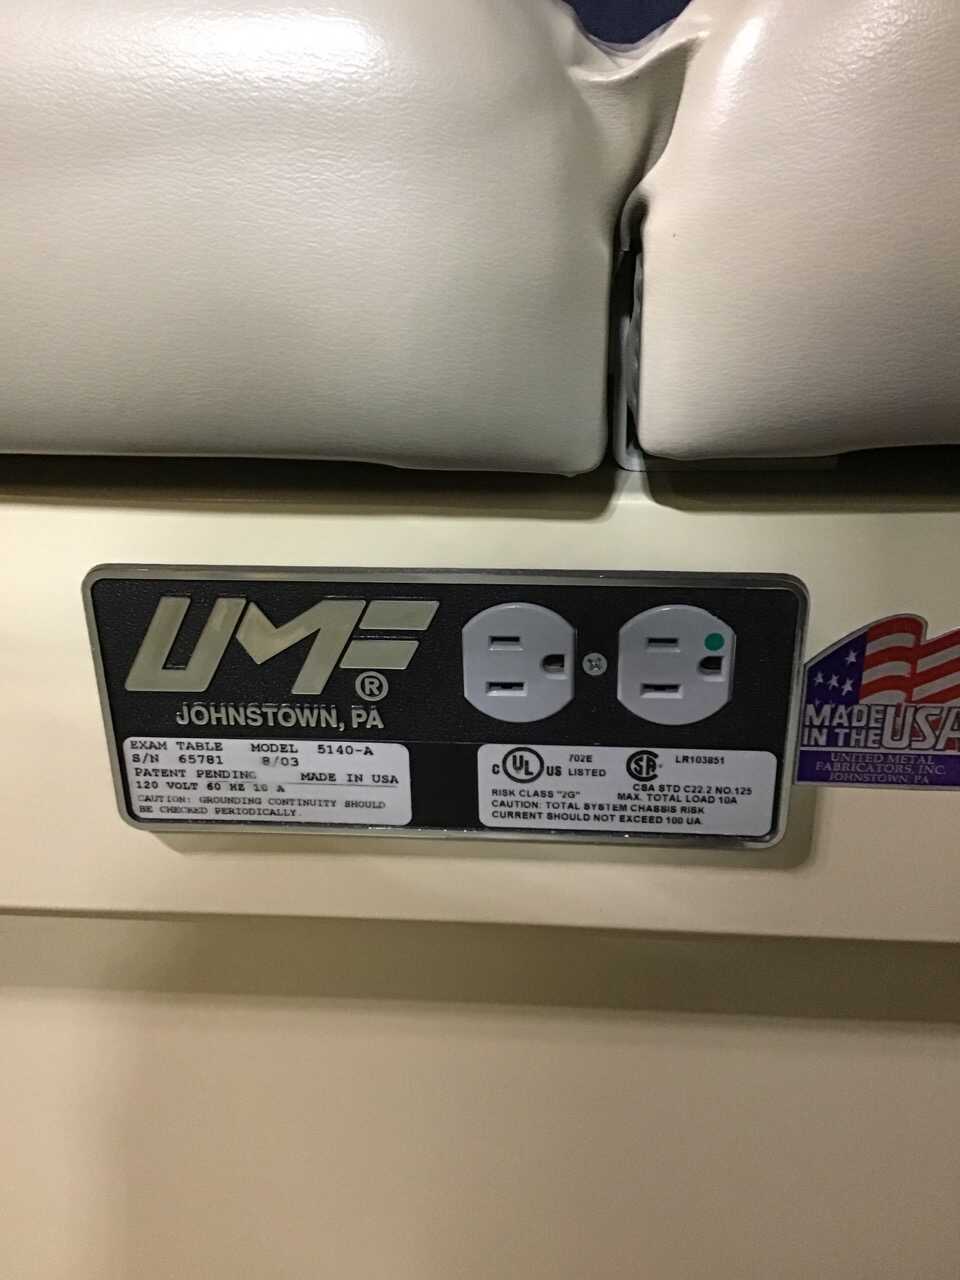 UMF®
JOHNSTOWN, PA
EXAM TABLE MODEL 5140-A
S/N 65781 8/03
PATENT PENDING MADE IN USA
120 VOLT 60 HZ 10 A
CAUTION: GROUNDING CONTINUITY SHOULD
BE CHECKED PERIODICALLY.
C UL US 702E
LISTED
SA LR103851
CSA STD C22.2 NO.125
RISK CLASS "2G" MAX. TOTAL LOAD 10A
CAUTION: TOTAL SYSTEM CHASSIS RISK
CURRENT SHOULD NOT EXCEED 100 UA.
MADE
IN THE USA
UNITED METAL
FABRICATORS, INC.
JOHNSTOWN, PA